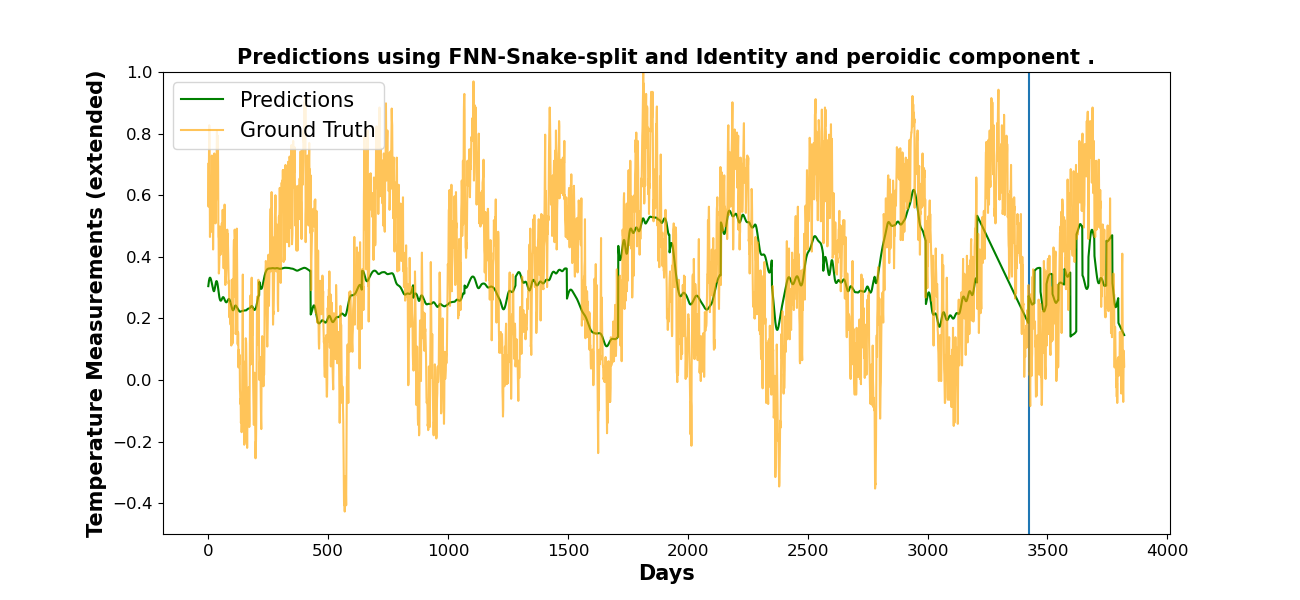 Predictions using FNN-Snake-split and Identity and peroidic component .
Temperature Measurements (extended)
1.0
0.8
0.6
0.4
0.2
0.0
−0.2
−0.4
Predictions
Ground Truth
0 500 1000 1500 2000 2500 3000 3500 4000
Days